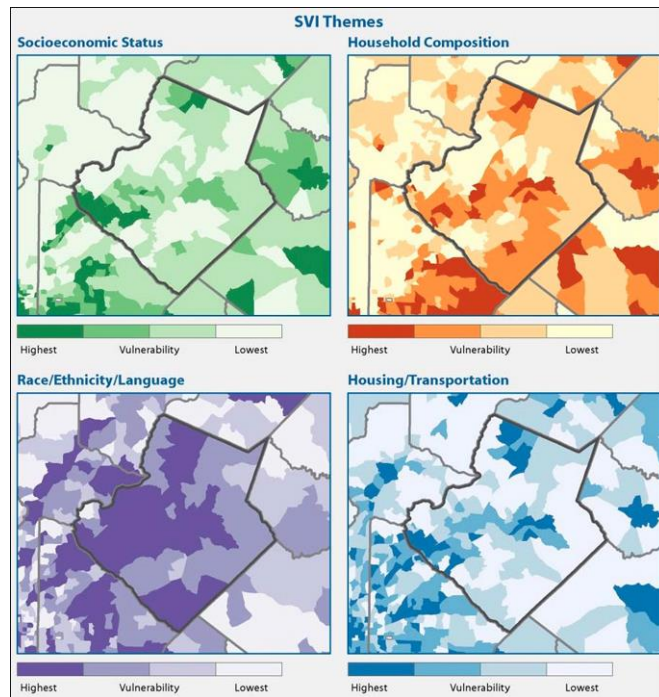 SVI Themes
Socioeconomic Status
Household Composition
Highest Vulnerability Lowest
Highest Vulnerability Lowest
Race/Ethnicity/Language
Housing/Transportation
Highest Vulnerability Lowest
Highest Vulnerability Lowest